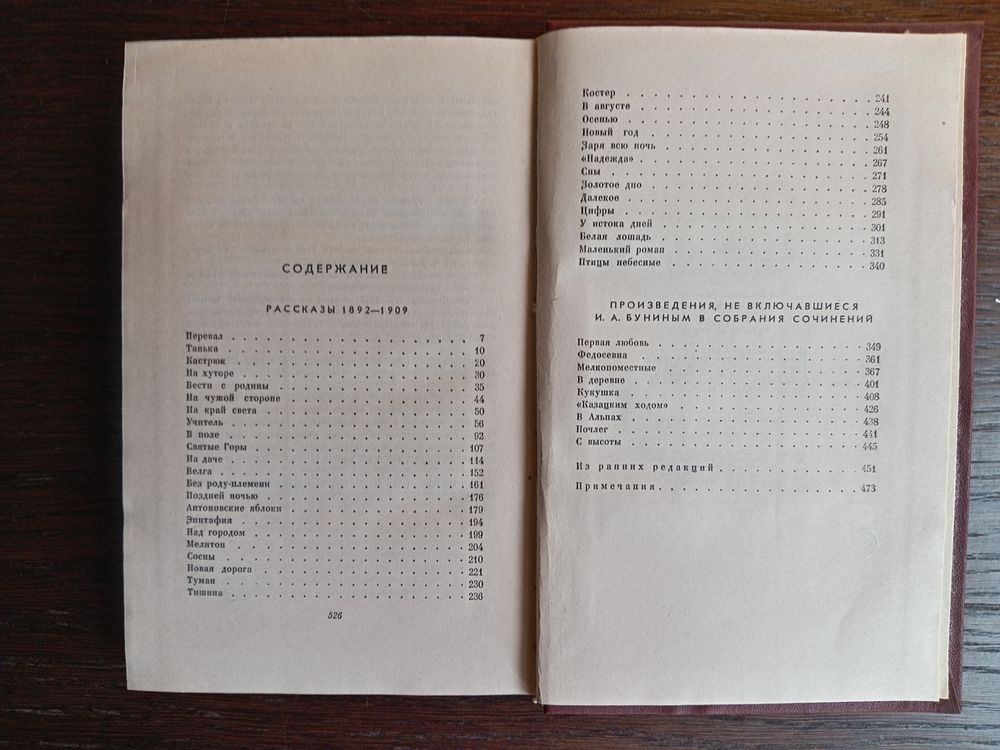 СОДЕРЖАНИЕ
РАССКАЗЫ 1892—1909
Перевал . . . . . . . . . . . . . . . . . . 7
Танька . . . . . . . . . . . . . . . . . . 10
Кастрюк . . . . . . . . . . . . . . . . . . 20
На хуторе . . . . . . . . . . . . . . . . . . 30
Вести с родины . . . . . . . . . . . . . . . 35
На чужой стороне . . . . . . . . . . . . . . 44
На край света . . . . . . . . . . . . . . . . 50
Учитель . . . . . . . . . . . . . . . . . . 56
В поле . . . . . . . . . . . . . . . . . . 92
Святые Горы . . . . . . . . . . . . . . . . 107
На даче . . . . . . . . . . . . . . . . . . 114
Велга . . . . . . . . . . . . . . . . . . 152
Без роду-племени . . . . . . . . . . . . . . 161
Поздней ночью . . . . . . . . . . . . . . . 176
Антоновские яблоки . . . . . . . . . . . . . 179
Эпитафия . . . . . . . . . . . . . . . . . . 194
Над городом . . . . . . . . . . . . . . . . 199
Мелитон . . . . . . . . . . . . . . . . . . 204
Сосны . . . . . . . . . . . . . . . . . . 210
Новая дорога . . . . . . . . . . . . . . . . 221
Туман . . . . . . . . . . . . . . . . . . 230
Тишина . . . . . . . . . . . . . . . . . . 236
526
Костер . . . . . . . . . . . . . . . . . . 241
В августе . . . . . . . . . . . . . . . . . . 244
Осенью . . . . . . . . . . . . . . . . . . 248
Новый год . . . . . . . . . . . . . . . . . . 254
Заря всю ночь . . . . . . . . . . . . . . . 261
«Надежда» . . . . . . . . . . . . . . . . . . 267
Сны . . . . . . . . . . . . . . . . . . 271
Золотое дно . . . . . . . . . . . . . . . . 278
Далекое . . . . . . . . . . . . . . . . . . 285
Цифры . . . . . . . . . . . . . . . . . . 291
У истока дней . . . . . . . . . . . . . . . 301
Белая лошадь . . . . . . . . . . . . . . . . 313
Маленький роман . . . . . . . . . . . . . . 331
Птицы небесные . . . . . . . . . . . . . . . 340
ПРОИЗВЕДЕНИЯ, НЕ ВКЛЮЧАВШИЕСЯ
И. А. БУНИНЫМ В СОБРАНИЯ СОЧИНЕНИЙ
Первая любовь . . . . . . . . . . . . . . . 349
Федосевна . . . . . . . . . . . . . . . . . . 361
Мелкопоместные . . . . . . . . . . . . . . . 367
В деревне . . . . . . . . . . . . . . . . . . 401
Кукушка . . . . . . . . . . . . . . . . . . 408
«Казацким ходом» . . . . . . . . . . . . . . 426
В Альпах . . . . . . . . . . . . . . . . . . 438
Ночлег . . . . . . . . . . . . . . . . . . 441
С высоты . . . . . . . . . . . . . . . . . . 445
Из ранних редакций . . . . . . . . . . . . . 451
Примечания . . . . . . . . . . . . . . . . . 473